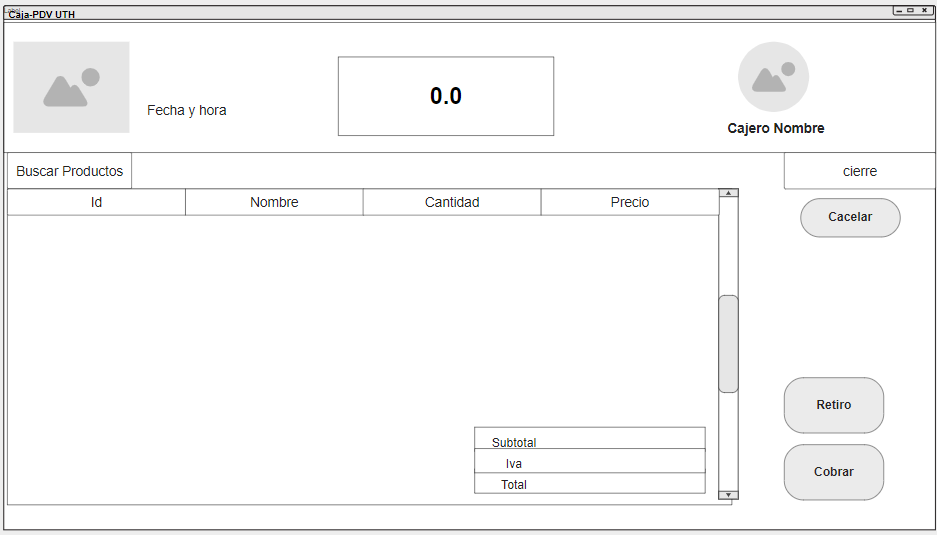 Label
Caja-PDV UTH
Fecha y hora
0.0
Cajero Nombre
Buscar Productos
cierre
Id
Nombre
Cantidad
Precio
Cacelar
Retiro
Subtotal
Iva
Cobrar
Total